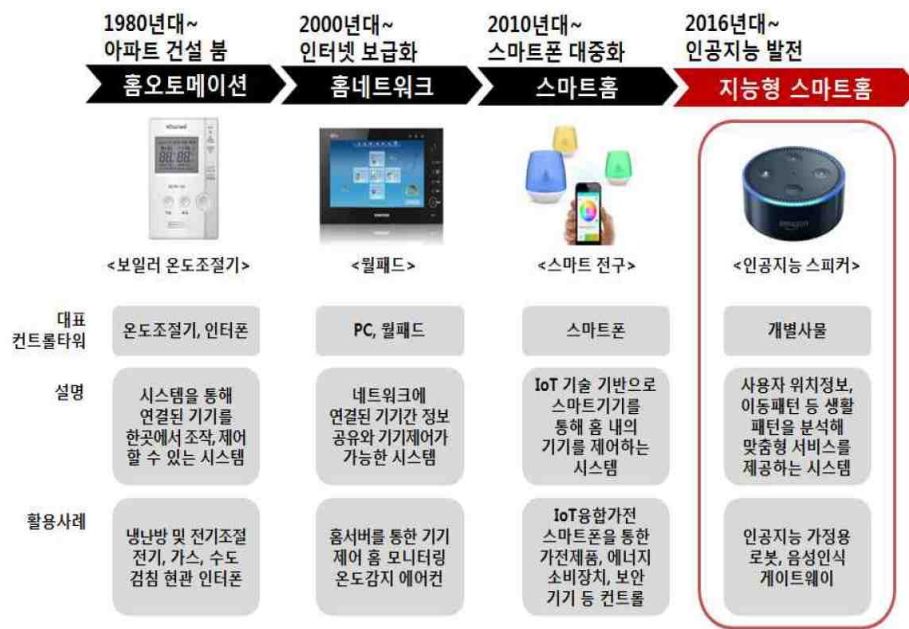 1980년대~
아파트 건설 붐
2000년대~
인터넷 보급화
2010년대~
스마트폰 대중화
2016년대~
인공지능 발전
홈오토메이션
홈네트워크
스마트홈
지능형 스마트홈
amazon
<보일러 온도조절기>
<월패드>
<스마트 전구>
<인공지능 스피커>
대표
컨트롤타워
온도조절기, 인터폰
PC, 월패드
스마트폰
개별사물
설명
시스템을 통해
연결된 기기를
한곳에서 조작, 제어
할 수 있는 시스템
네트워크에
연결된 기기간 정보
공유와 기기제어가
가능한 시스템
IoT 기술 기반으로
스마트기기를
통해 홈 내의
기기를 제어하는
시스템
사용자 위치정보,
이동패턴 등 생활
패턴을 분석해
맞춤형 서비스를
제공하는 시스템
활용사례
냉난방 및 전기조절
전기, 가스, 수도
검침 현관 인터폰
홈서버를 통한 기기
제어 홈 모니터링
온도감지 에어컨
IoT융합가전
스마트폰을 통한
가전제품, 에너지
소비장치, 보안
기기 등 컨트롤
인공지능 가정용
로봇, 음성인식
게이트웨이